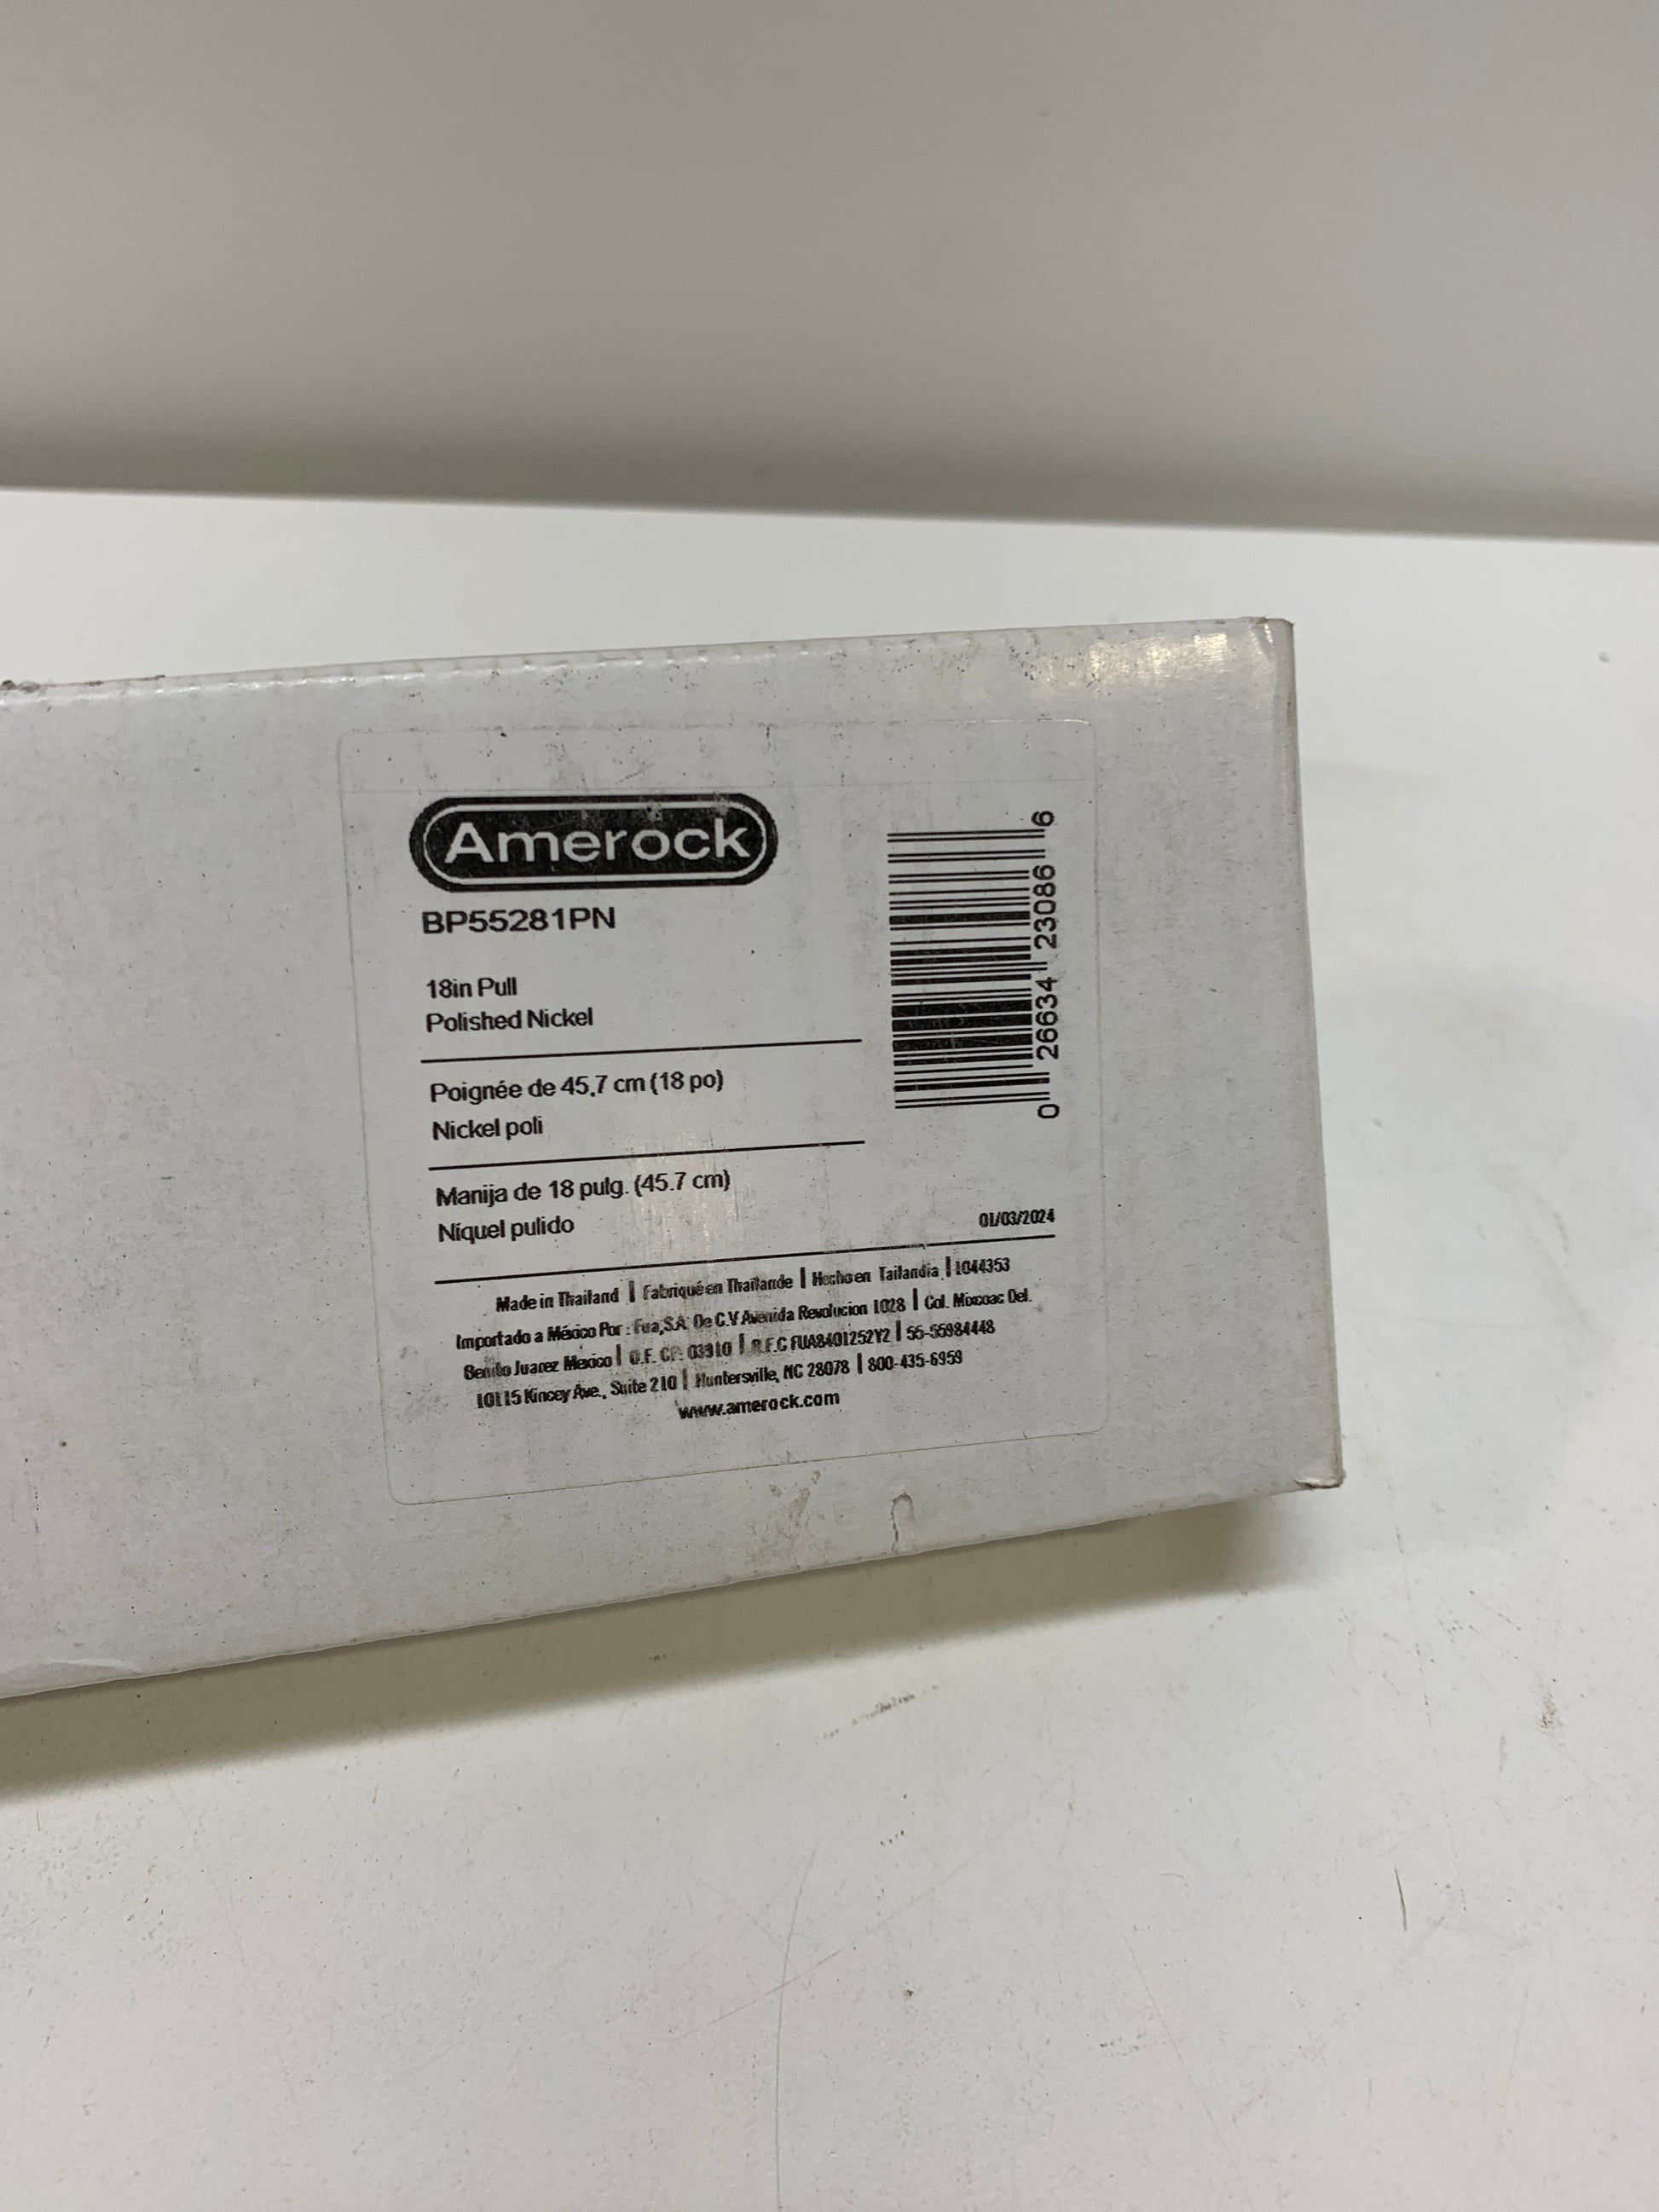 Amerock
BP55281PN
18in Pull
Polished Nickel
Poignée de 45,7 cm (18 po)
Nickel poli
Manija de 18 pulg. (45.7 cm)
Níquel pulido
0 26634 23086 6
01/03/2024
Made in Thailand | Fabriqué en Thaïlande | Hecho en Tailandia | 1044353
Importado a México Por : Fua,S.A. De C.V Avenida Revolucion 1028 | Col. Mixcoac Del.
Benito Juarez Mexico | D.F. CP: 03910 | R.F.C FUA8401252Y2 | 55-55984448
10115 Kincey Ave., Suite 210 | Huntersville, NC 28078 | 800-435-6959
www.amerock.com